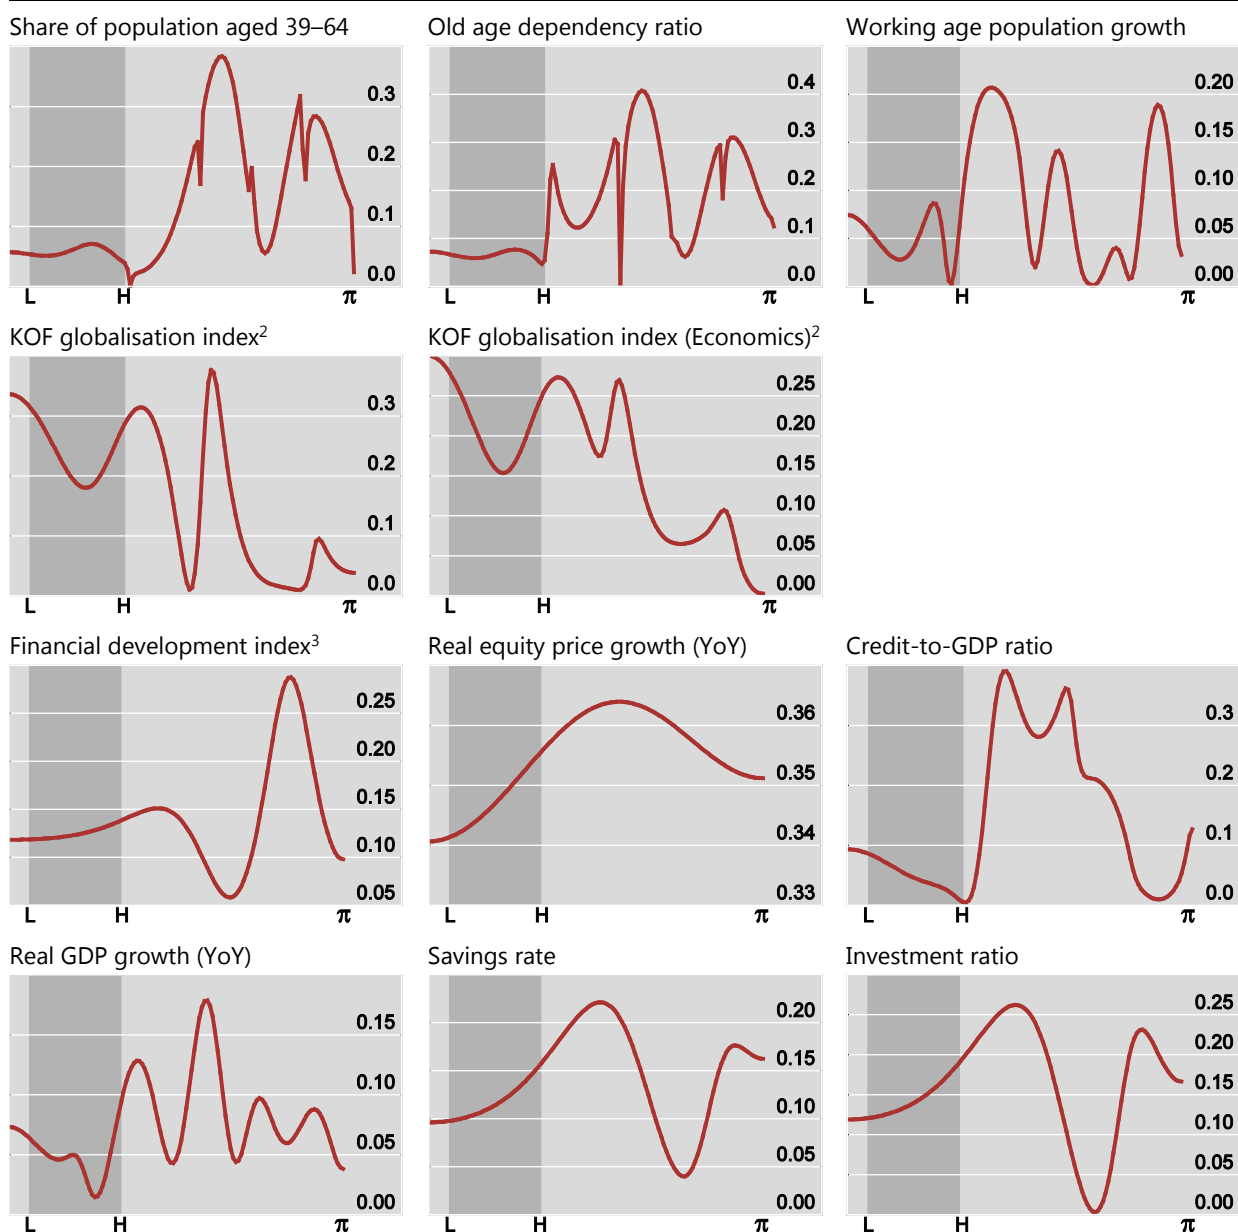 Share of population aged 39–64
Old age dependency ratio
Working age population growth
0.3
0.2
0.1
0.0
L H π
0.4
0.3
0.2
0.1
0.0
L H π
0.20
0.15
0.10
0.05
0.00
L H π
KOF globalisation index²
KOF globalisation index (Economics)²
0.3
0.2
0.1
0.0
L H π
0.25
0.20
0.15
0.10
0.05
0.00
L H π
Financial development index³
Real equity price growth (YoY)
Credit-to-GDP ratio
0.25
0.20
0.15
0.10
0.05
L H π
0.36
0.35
0.34
0.33
L H π
0.3
0.2
0.1
0.0
L H π
Real GDP growth (YoY)
Savings rate
Investment ratio
0.15
0.10
0.05
0.00
L H π
0.20
0.15
0.10
0.05
0.00
L H π
0.25
0.20
0.15
0.10
0.05
0.00
L H π